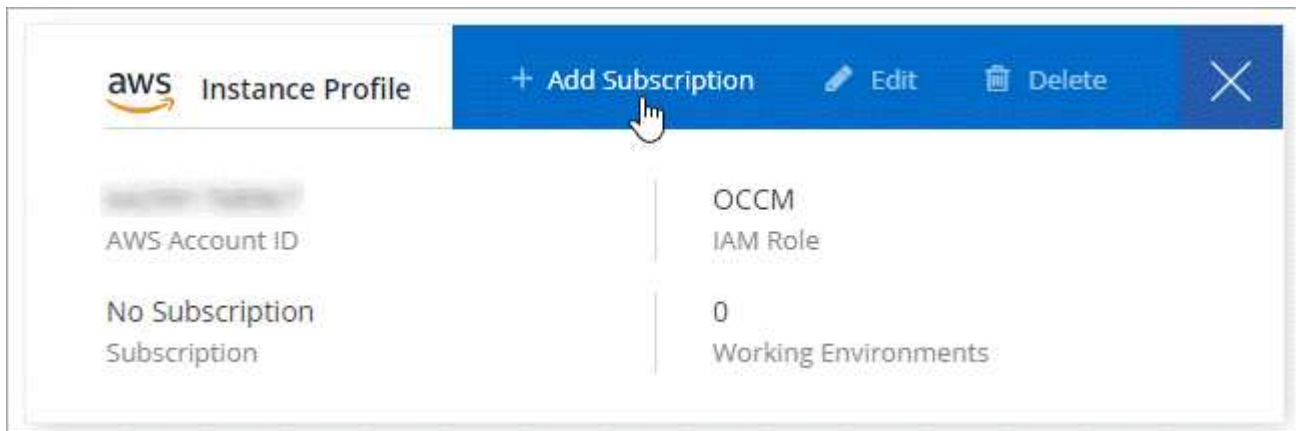 aws Instance Profile + Add Subscription Edit Delete
AWS Account ID
OCCM
IAM Role
No Subscription
Subscription
0
Working Environments